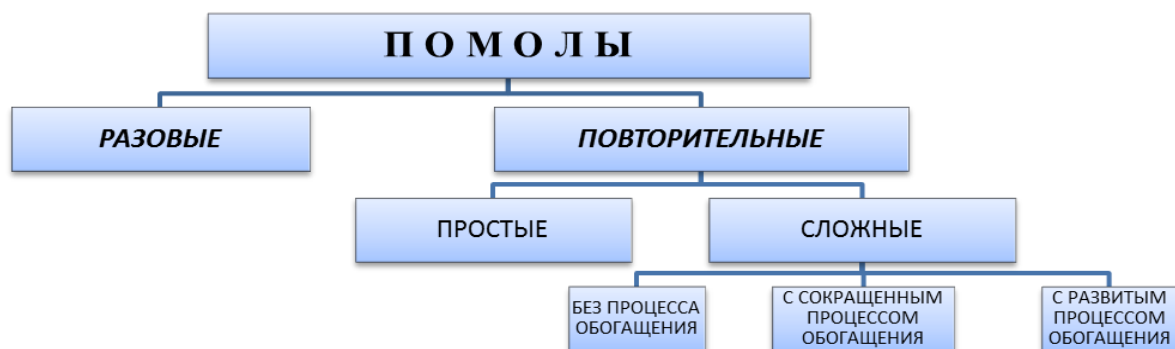 П О М О Л Ы
РАЗОВЫЕ
ПОВТОРИТЕЛЬНЫЕ
ПРОСТЫЕ
СЛОЖНЫЕ
БЕЗ ПРОЦЕССА
ОБОГАЩЕНИЯ
С СОКРАЩЕННЫМ
ПРОЦЕССОМ
ОБОГАЩЕНИЯ
С РАЗВИТЫМ
ПРОЦЕССОМ
ОБОГАЩЕНИЯ